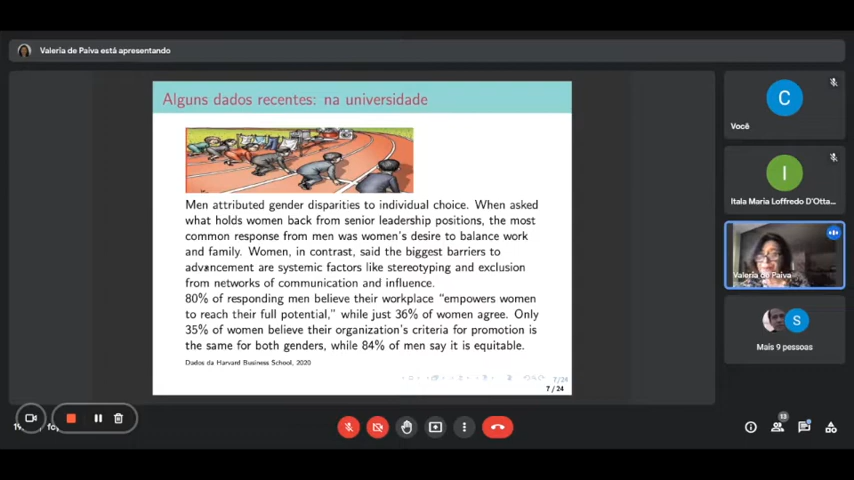 Valeria de Paiva está apresentando
Alguns dados recentes: na universidade
Men attributed gender disparities to individual choice. When asked
what holds women back from senior leadership positions, the most
common response from men was women's desire to balance work
and family. Women, in contrast, said the biggest barriers to
advancement are systemic factors like stereotyping and exclusion
from networks of communication and influence.
80% of responding men believe their workplace "empowers women
to reach their full potential," while just 36% of women agree. Only
35% of women believe their organization's criteria for promotion is
the same for both genders, while 84% of men say it is equitable.
Dados da Harvard Business School, 2020
7/24
7 / 24
C
Você
I
Itala Maria Loffredo D'Otta...
Valeria de Paiva
S
Mais 9 pessoas
13